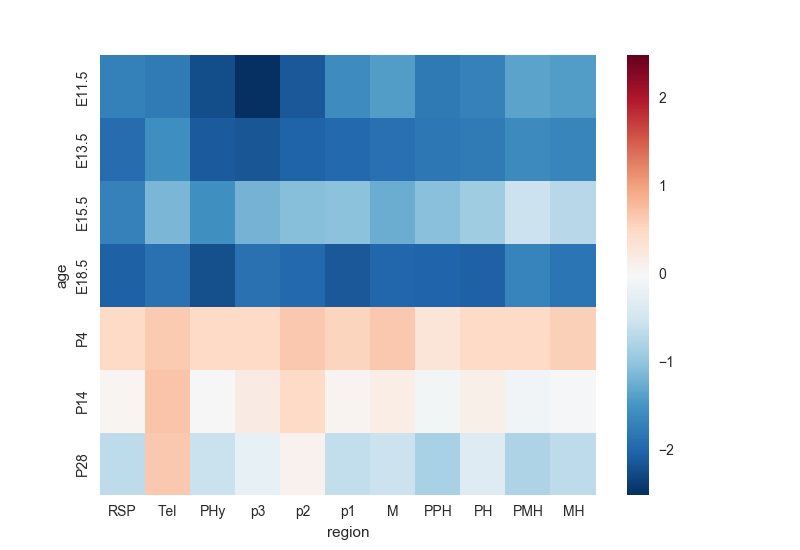 E11.5
E13.5
E15.5
E18.5
P4
P14
P28
age
RSP Tel PHy p3 p2 p1 M PPH PH PMH MH
region
2
1
0
−1
−2